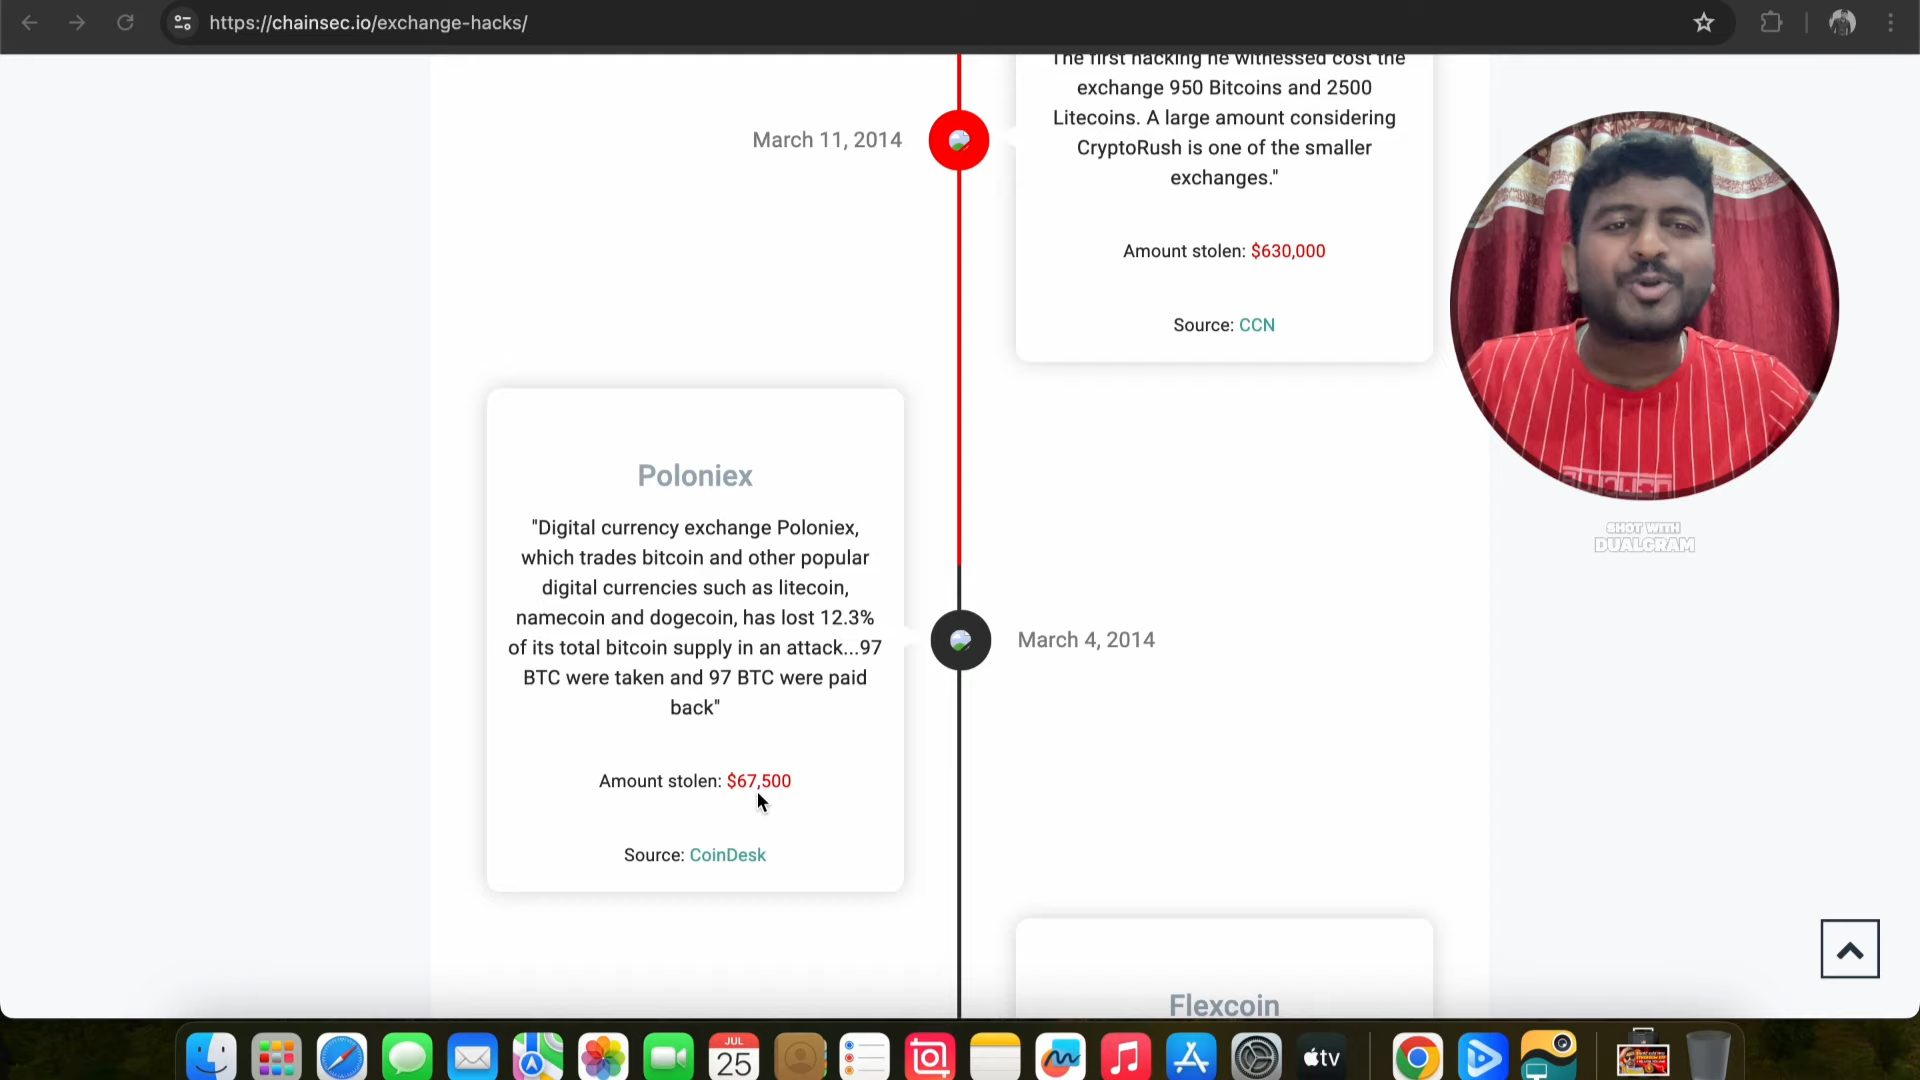 https://chainsec.io/exchange-hacks/
The first hacking he witnessed cost the
exchange 950 Bitcoins and 2500
Litecoins. A large amount considering
CryptoRush is one of the smaller
exchanges."
March 11, 2014
Amount stolen: $630,000
Source: CCN
SHOT WITH
DUALGRAM
Poloniex
"Digital currency exchange Poloniex,
which trades bitcoin and other popular
digital currencies such as litecoin,
namecoin and dogecoin, has lost 12.3%
of its total bitcoin supply in an attack...97
BTC were taken and 97 BTC were paid
back"
March 4, 2014
Amount stolen: $67,500
Source: CoinDesk
Flexcoin
JUL
25
tv